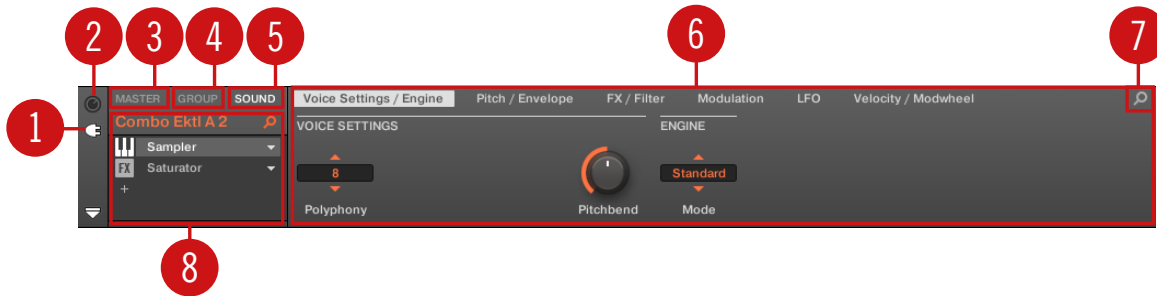 2 3 4 5 6 7
MASTER GROUP SOUND Voice Settings / Engine Pitch / Envelope FX / Filter Modulation LFO Velocity / Modwheel
1 Combo Ektl A 2 VOICE SETTINGS ENGINE
Sampler
FX Saturator 8 Standard
+
Polyphony Pitchbend Mode
8